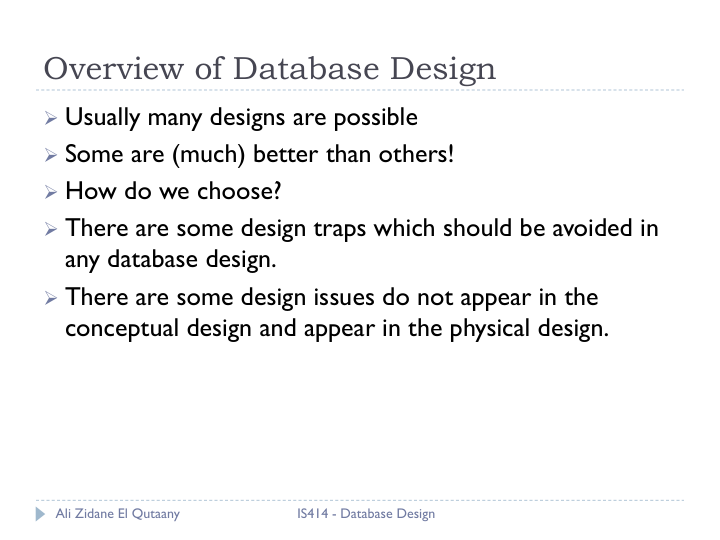 Overview of Database Design
Usually many designs are possible
Some are (much) better than others!
How do we choose?
There are some design traps which should be avoided in
any database design.
There are some design issues do not appear in the
conceptual design and appear in the physical design.
Ali Zidane El Qutaany
IS414 - Database Design